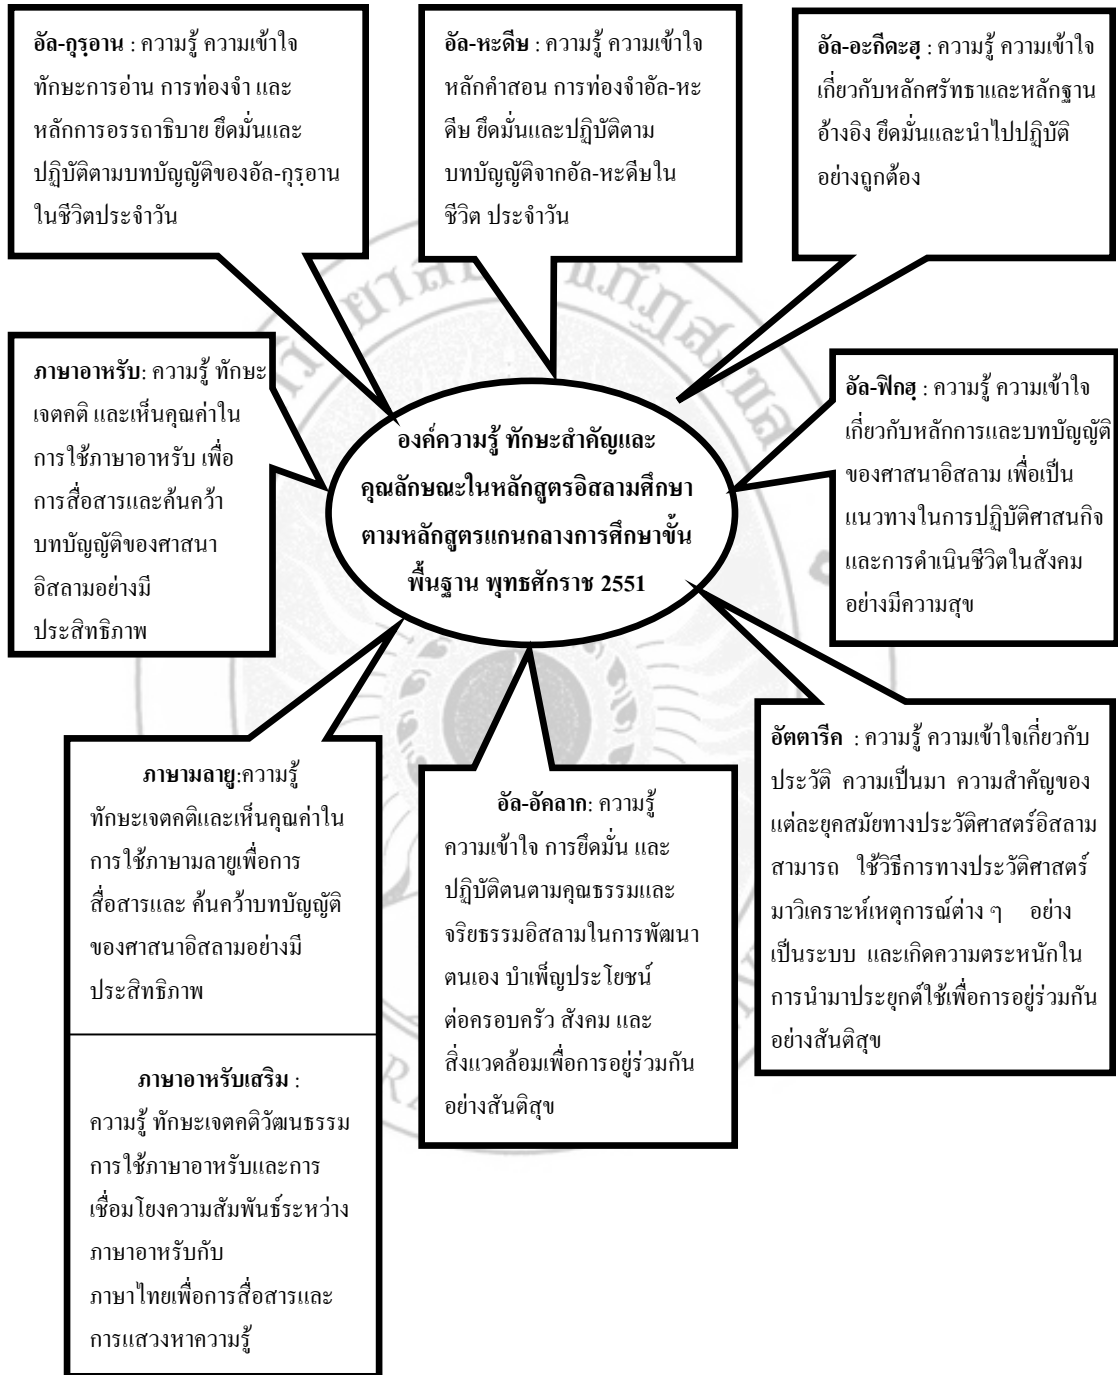 อัล-กุรฺอาน : ความรู้ ความเข้าใจ
ทักษะการอ่าน การท่องจำ และ
หลักการอรรถาธิบาย ยึดมั่นและ
ปฏิบัติตามบทบัญญัติของอัล-กุรฺอาน
ในชีวิตประจำวัน
อัล-หะดีษ : ความรู้ ความเข้าใจ
หลักคำสอน การท่องจำอัล-หะ
ดีษ ยึดมั่นและปฏิบัติตาม
บทบัญญัติจากอัล-หะดีษใน
ชีวิต ประจำวัน
อัล-อะกีดะฮฺ : ความรู้ ความเข้าใจ
เกี่ยวกับหลักศรัทธาและหลักฐาน
อ้างอิง ยึดมั่นและนำไปปฏิบัติ
อย่างถูกต้อง
ภาษาอาหรับ: ความรู้ ทักษะ
เจตคติ และเห็นคุณค่าใน
การใช้ภาษาอาหรับ เพื่อ
การสื่อสารและค้นคว้า
บทบัญญัติของศาสนา
อิสลามอย่างมี
ประสิทธิภาพ
องค์ความรู้ ทักษะสำคัญและ
คุณลักษณะในหลักสูตรอิสลามศึกษา
ตามหลักสูตรแกนกลางการศึกษาขั้น
พื้นฐาน พุทธศักราช 2551
อัล-ฟิกฮฺ : ความรู้ ความเข้าใจ
เกี่ยวกับหลักการและบทบัญญัติ
ของศาสนาอิสลาม เพื่อเป็น
แนวทางในการปฏิบัติศาสนกิจ
และการดำเนินชีวิตในสังคม
อย่างมีความสุข
ภาษามลายู:ความรู้
ทักษะเจตคติและเห็นคุณค่าใน
การใช้ภาษามลายูเพื่อการ
สื่อสารและ ค้นคว้าบทบัญญัติ
ของศาสนาอิสลามอย่างมี
ประสิทธิภาพ
ภาษาอาหรับเสริม :
ความรู้ ทักษะเจตคติวัฒนธรรม
การใช้ภาษาอาหรับและการ
เชื่อมโยงความสัมพันธ์ระหว่าง
ภาษาอาหรับกับ
ภาษาไทยเพื่อการสื่อสารและ
การแสวงหาความรู้
อัล-อัคลาก: ความรู้
ความเข้าใจ การยึดมั่น และ
ปฏิบัติตนตามคุณธรรมและ
จริยธรรมอิสลามในการพัฒนา
ตนเอง บำเพ็ญประโยชน์
ต่อครอบครัว สังคม และ
สิ่งแวดล้อมเพื่อการอยู่ร่วมกัน
อย่างสันติสุข
อัตตารีค : ความรู้ ความเข้าใจเกี่ยวกับ
ประวัติ ความเป็นมา ความสำคัญของ
แต่ละยุคสมัยทางประวัติศาสตร์อิสลาม
สามารถ ใช้วิธีการทางประวัติศาสตร์
มาวิเคราะห์เหตุการณ์ต่าง ๆ อย่าง
เป็นระบบ และเกิดความตระหนักใน
การนำมาประยุกต์ใช้เพื่อการอยู่ร่วมกัน
อย่างสันติสุข